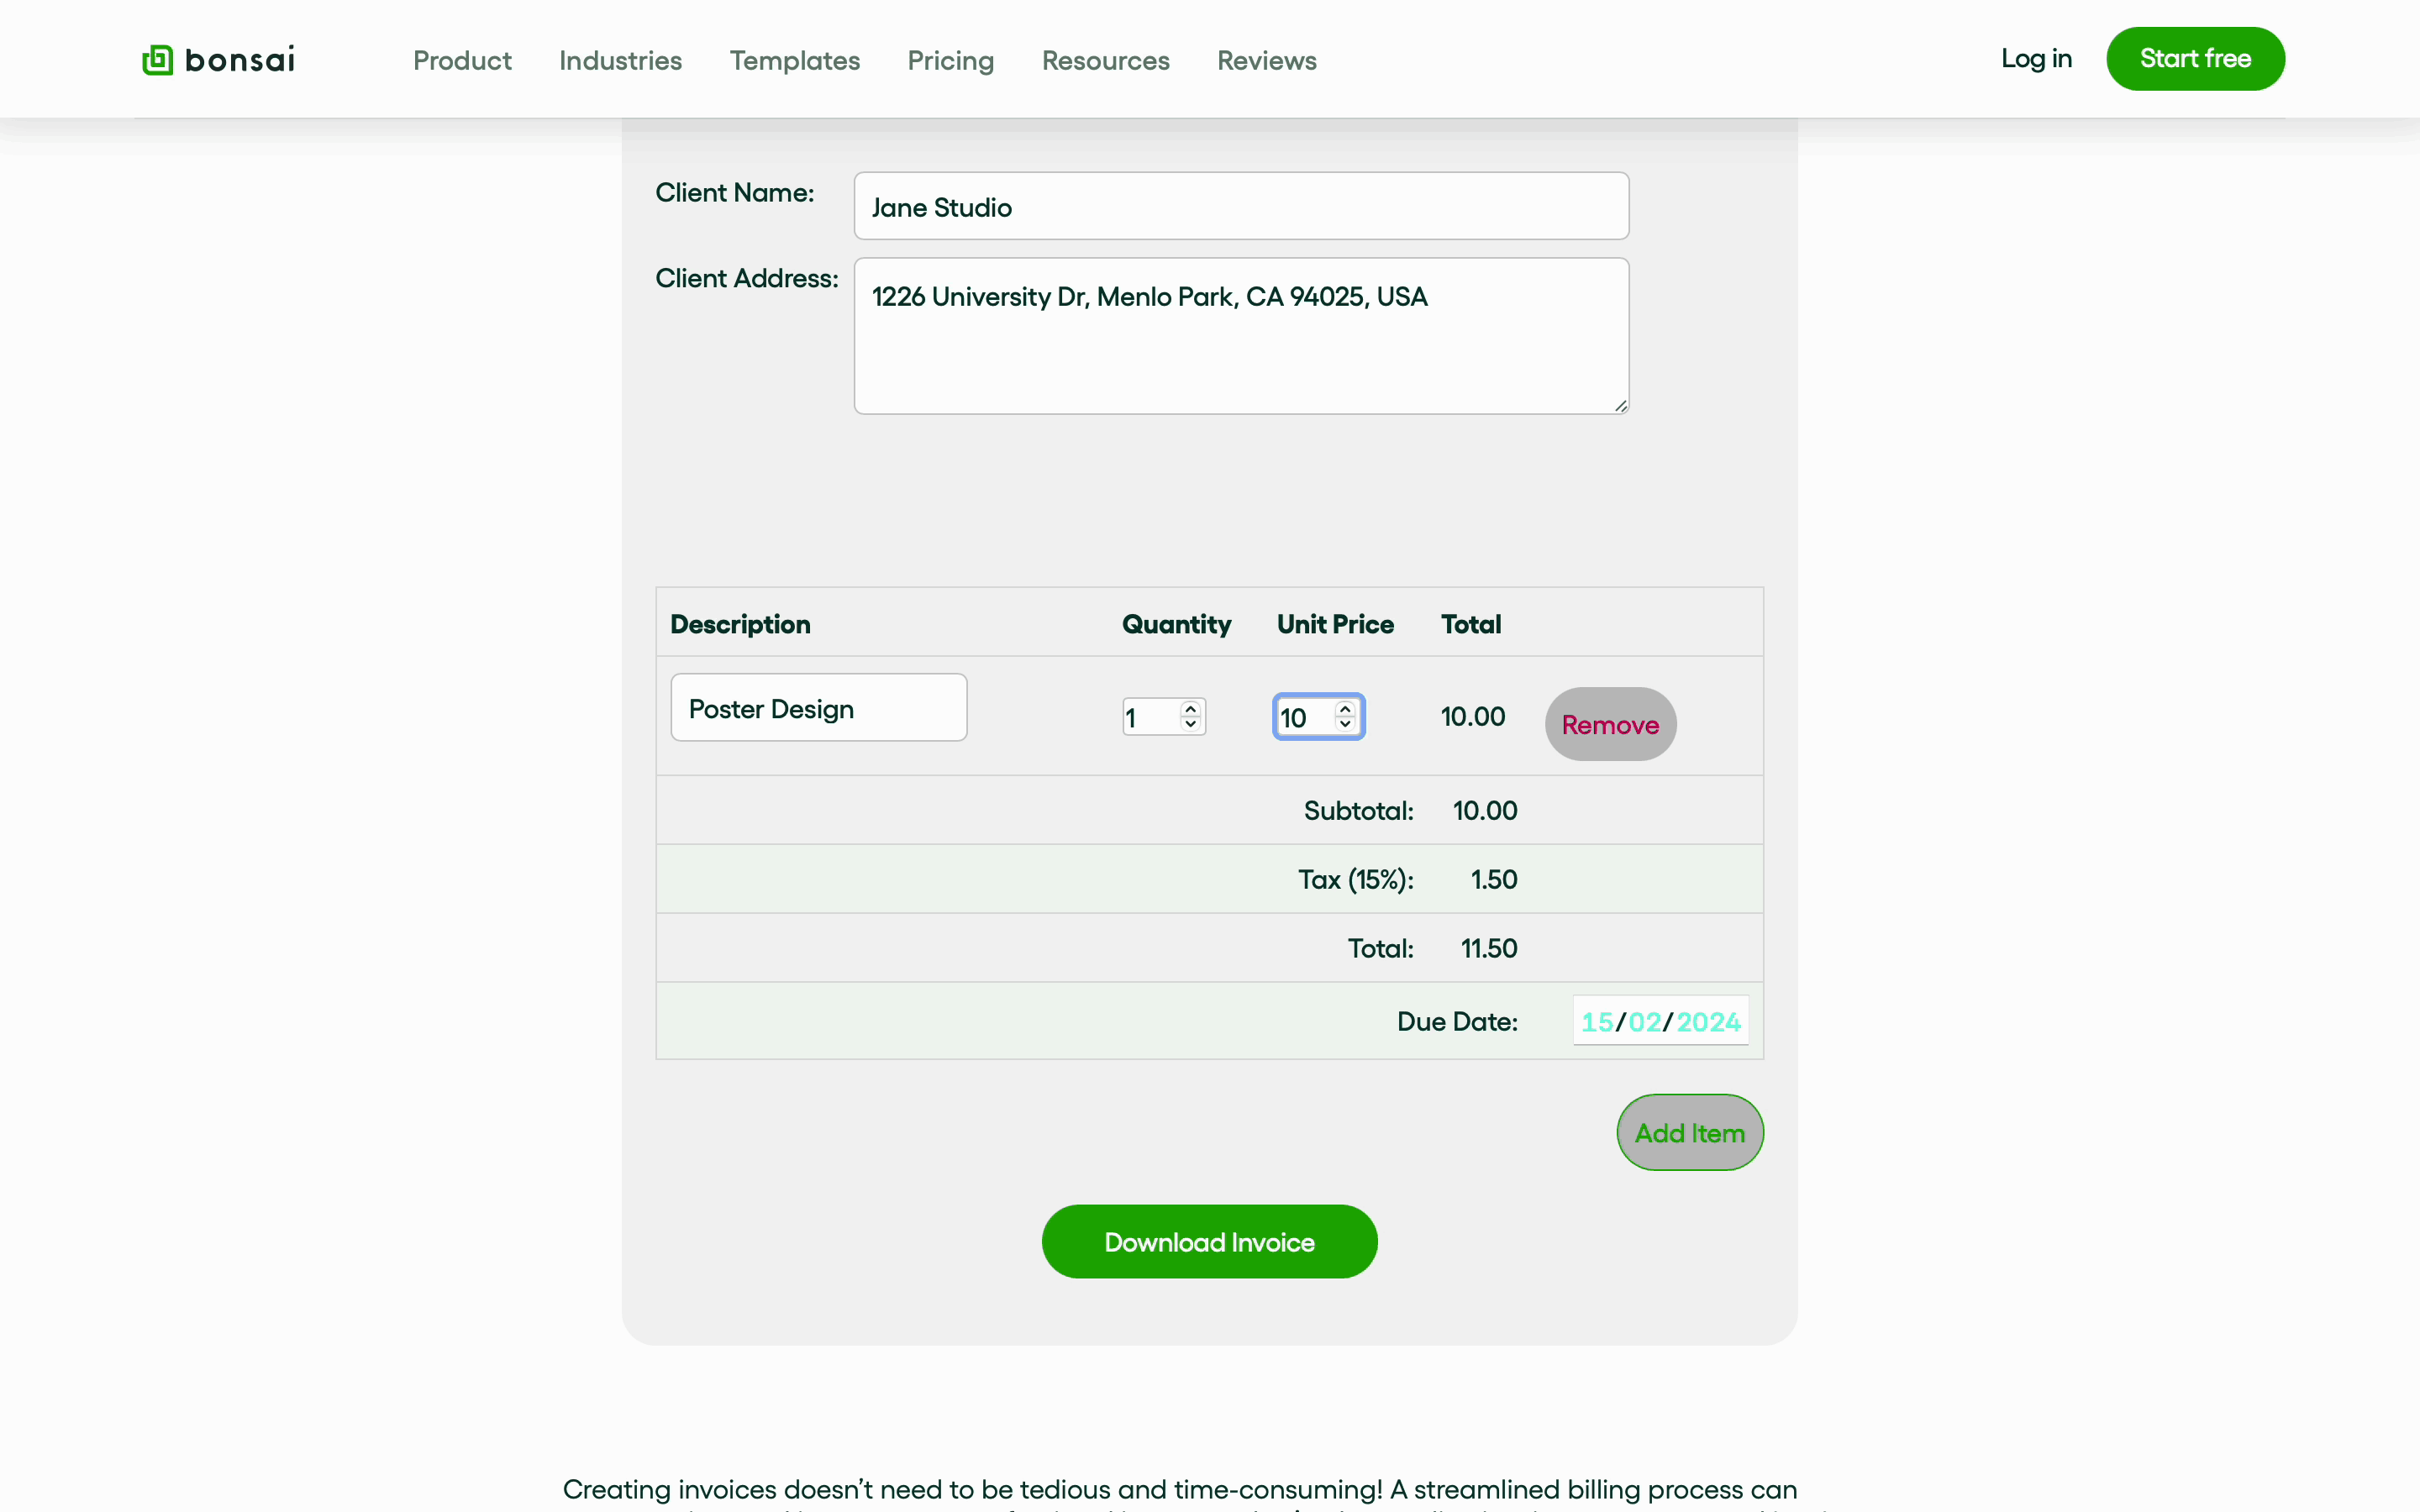 bonsai Product Industries Templates Pricing Resources Reviews Log in Start free
Client Name: Jane Studio
Client Address: 1226 University Dr, Menlo Park, CA 94025, USA
Description Quantity Unit Price Total
Poster Design 1 10 10.00 Remove
Subtotal: 10.00
Tax (15%): 1.50
Total: 11.50
Due Date: 15/02/2024
Add Item
Download Invoice
Creating invoices doesn’t need to be tedious and time-consuming! A streamlined billing process can